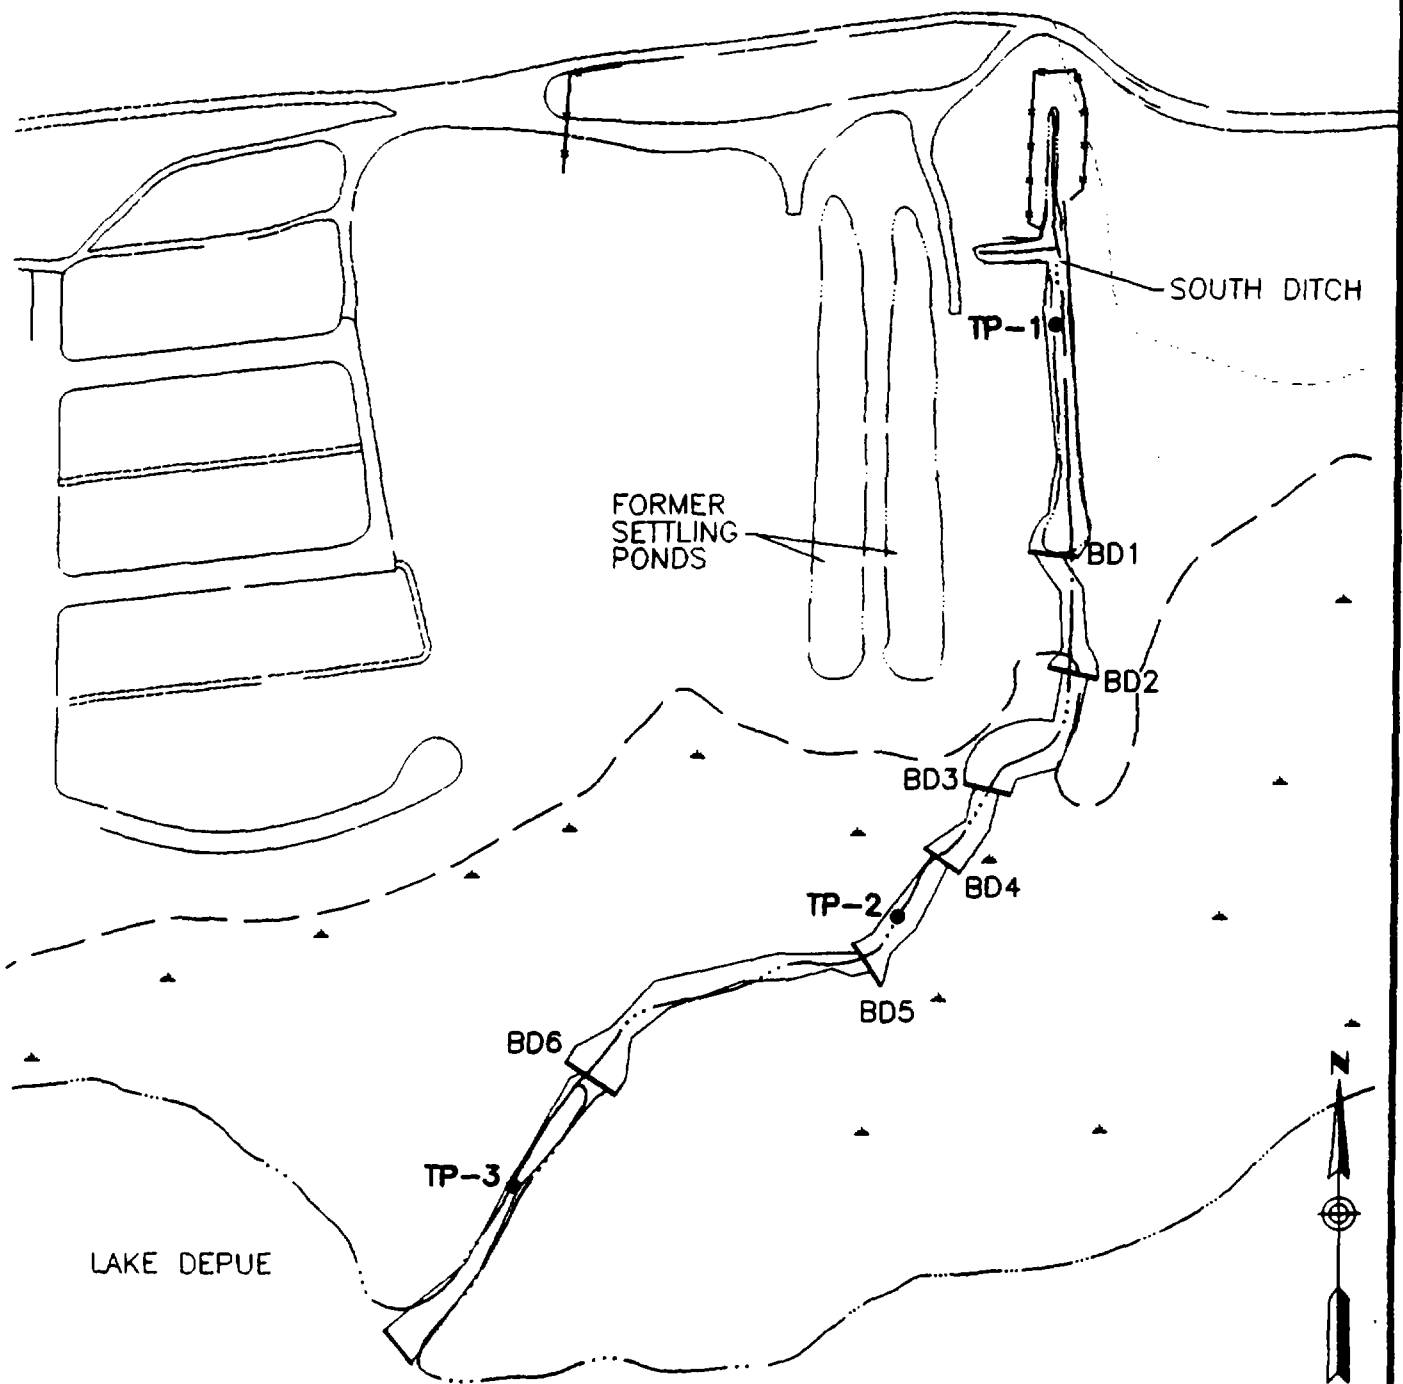 SOUTH DITCH
TP-1
FORMER
SETTLING
PONDS
BD1
BD2
BD3
BD4
TP-2
BD5
BD6
N
TP-3
LAKE DEPUE